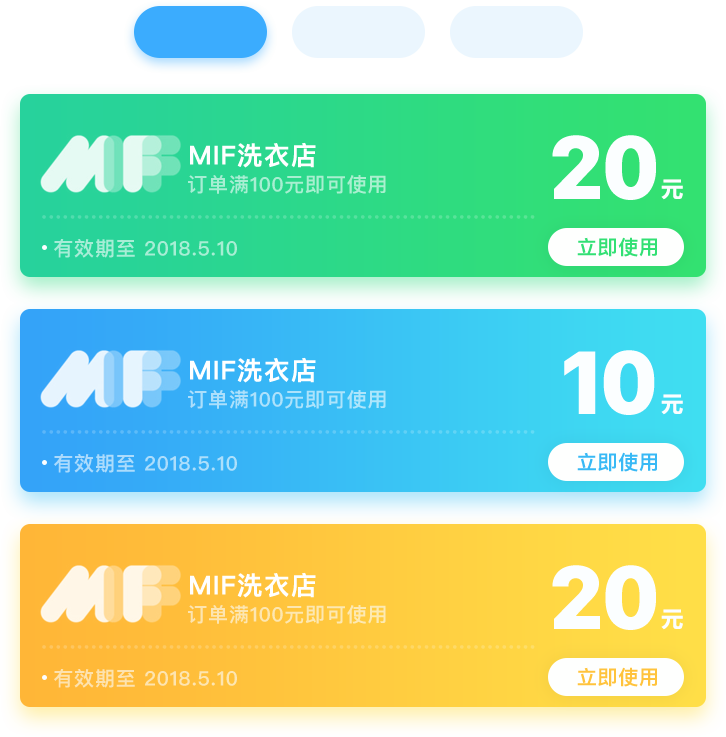 MIF
MIF洗衣店
订单满100元即可使用
20元
• 有效期至 2018.5.10
立即使用
MIF
MIF洗衣店
订单满100元即可使用
10元
• 有效期至 2018.5.10
立即使用
MIF
MIF洗衣店
订单满100元即可使用
20元
• 有效期至 2018.5.10
立即使用